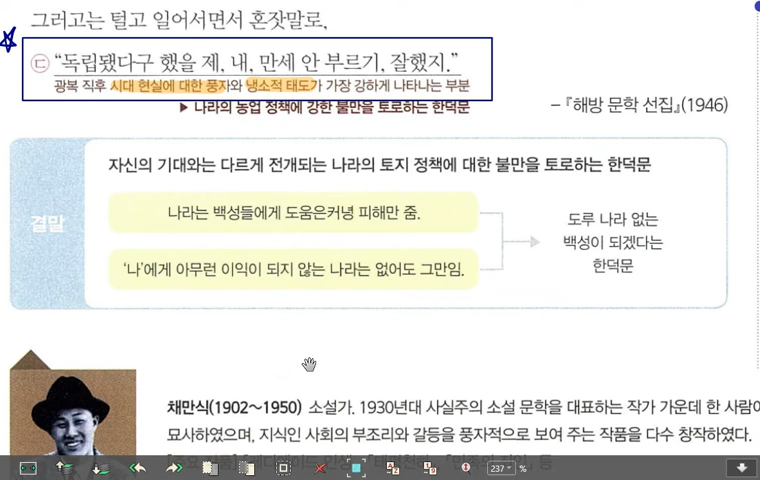 그러고는 털고 일어서면서 혼잣말로,
㉢ “독립됐다구 했을 제, 내, 만세 안 부르기, 잘했지.”
광복 직후 시대 현실에 대한 풍자와 냉소적 태도가 가장 강하게 나타나는 부분
▶ 나라의 농업 정책에 강한 불만을 토로하는 한덕문
– 『해방 문학 선집』(1946)
자신의 기대와는 다르게 전개되는 나라의 토지 정책에 대한 불만을 토로하는 한덕문
결말
나라는 백성들에게 도움은커녕 피해만 줌.
‘나’에게 아무런 이익이 되지 않는 나라는 없어도 그만임.
도루 나라 없는
백성이 되겠다는
한덕문
채만식(1902～1950) 소설가. 1930년대 사실주의 소설 문학을 대표하는 작가 가운데 한 사람이
묘사하였으며, 지식인 사회의 부조리와 갈등을 풍자적으로 보여 주는 작품을 다수 창작하였다.
237 %